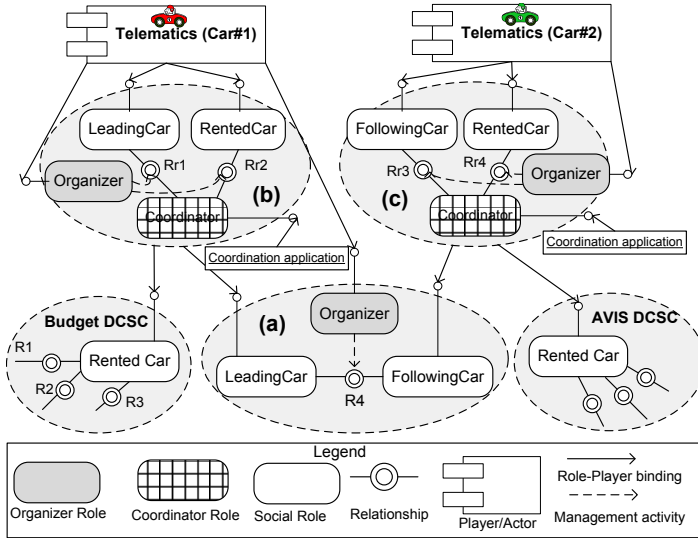 Telematics (Car#1)
Telematics (Car#2)
LeadingCar
RentedCar
FollowingCar
RentedCar
Rr1
Rr2
Rr3
Rr4
Organizer
Organizer
(b)
(c)
Coordinator
Coordinator
Coordination application
Coordination application
(a)
Budget DCSC
Organizer
AVIS DCSC
R1
Rented Car
Rented Car
R2
LeadingCar
FollowingCar
R3
R4
Legend
Organizer Role
Coordinator Role
Social Role
Relationship
Player/Actor
Role-Player binding
Management activity